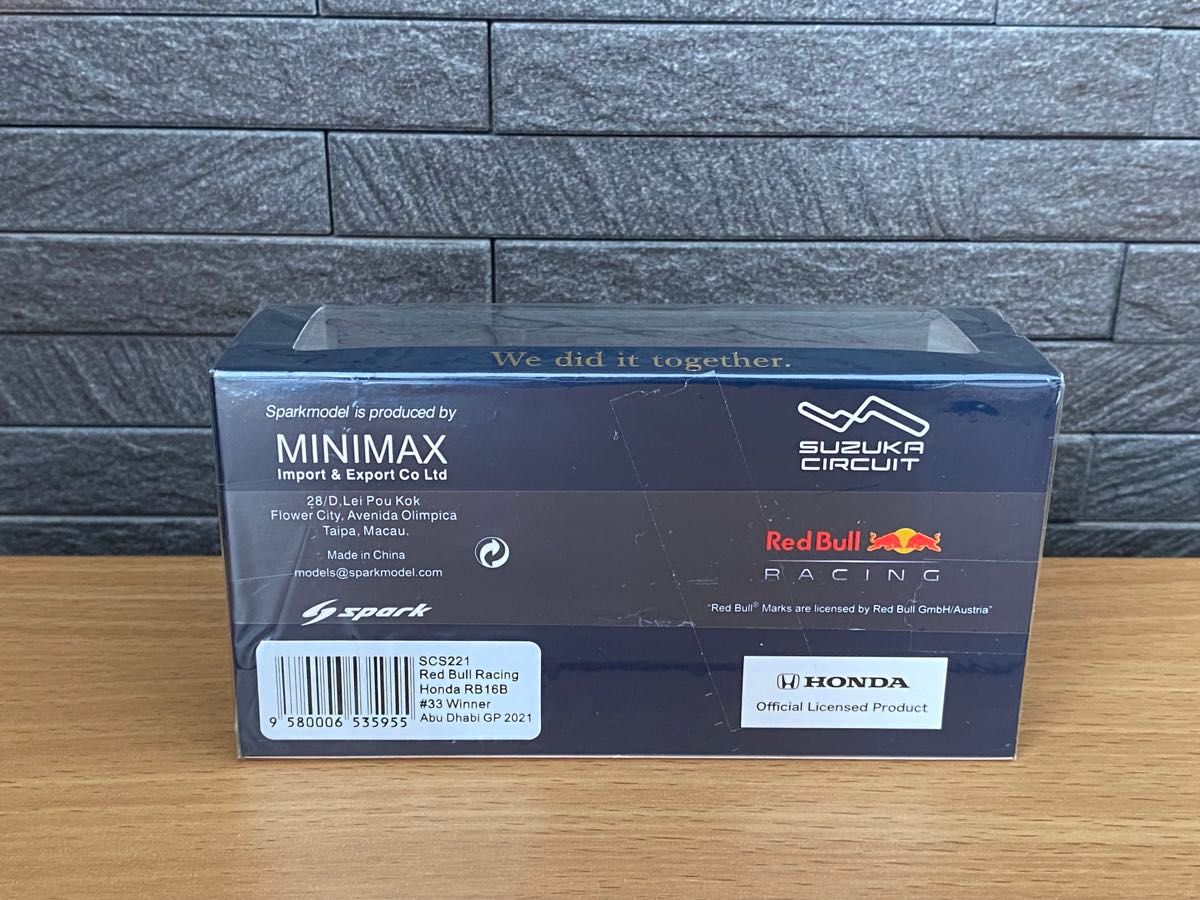 We did it together.
Sparkmodel is produced by
MINIMAX
Import & Export Co Ltd
28/D, Lei Pou Kok
Flower City, Avenida Olimpica
Taipa, Macau.
Made in China
models@sparkmodel.com
spark
SCS221
Red Bull Racing
Honda RB16B
#33 Winner
Abu Dhabi GP 2021
9 580006 535955
SUZUKA
CIRCUIT
Red Bull
RACING
"Red Bull® Marks are licensed by Red Bull GmbH/Austria"
HONDA
Official Licensed Product